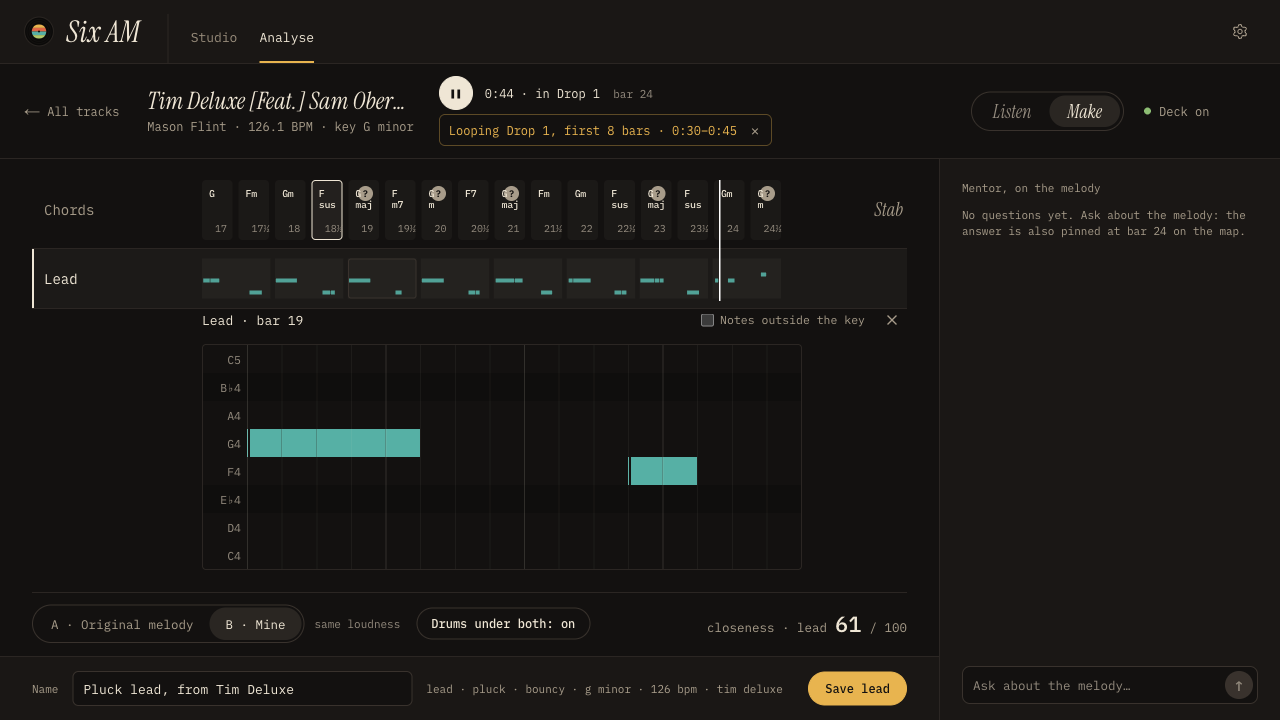 Six AM
Studio
Analyse
← All tracks
Tim Deluxe [Feat.] Sam Ober…
Mason Flint · 126.1 BPM · key G minor
0:44 · in Drop 1 bar 24
Looping Drop 1, first 8 bars · 0:30–0:45 ×
Listen
Make
Deck on
Chords
G 17
Fm 17½
Gm 18
F sus 18½
maj ? 19
F m7 19½
m ? 20
F7 20½
maj ? 21
Fm 21½
Gm 22
F sus 22½
maj ? 23
F sus 23½
Gm 24
m ? 24½
Stab
Lead
Lead · bar 19
Notes outside the key
C5
B♭4
A4
G4
F4
E♭4
D4
C4
A · Original melody
B · Mine
same loudness
Drums under both: on
closeness · lead 61 / 100
Name
Pluck lead, from Tim Deluxe
lead · pluck · bouncy · g minor · 126 bpm · tim deluxe
Save lead
Mentor, on the melody
No questions yet. Ask about the melody: the
answer is also pinned at bar 24 on the map.
Ask about the melody…
↑